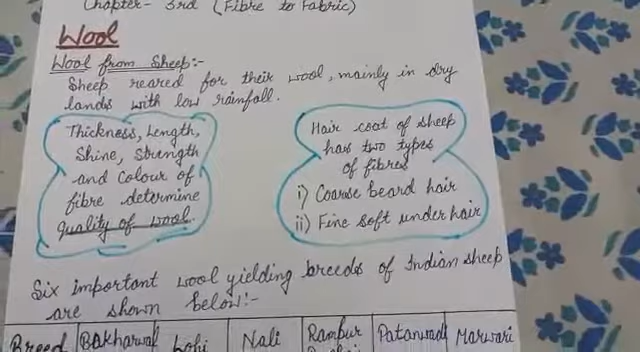 Chapter- 3rd (Fibre to Fabric)
Wool
Wool from Sheep:-
Sheep reared for their wool, mainly in dry
lands with low rainfall.
Thickness, Length,
Shine, Strength
and colour of
fibre determine
quality of wool.
Hair coat of sheep
has two types
of fibres
i) Coarse beard hair
ii) Fine soft under hair
Six important wool yielding breeds of Indian sheep
are shown below:-
Breed Bakharwal Lohi Nali Rampur Patanwadi Marwari